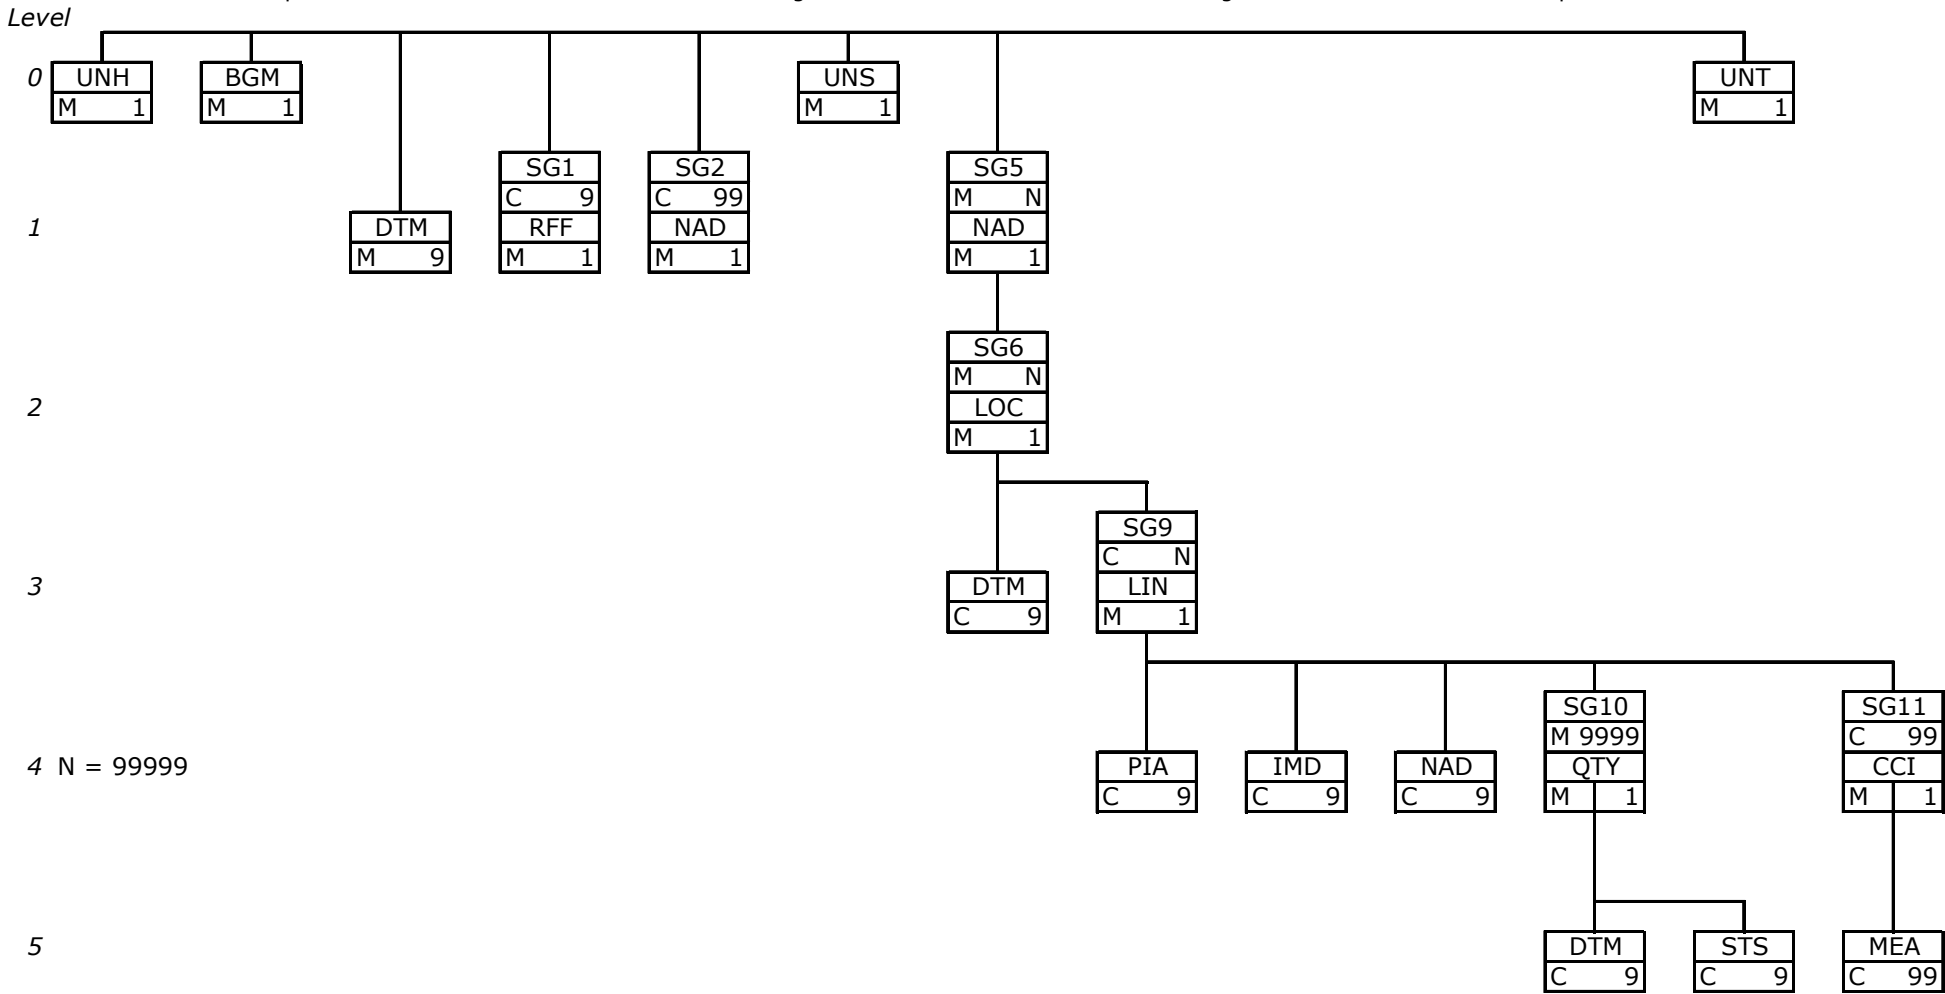 Level
0 UNH BGM UNS UNT
M 1 M 1 M 1 M 1
SG1 SG2 SG5
C 9 C 99 M N
1 DTM RFF NAD NAD
M 9 M 1 M 1 M 1
SG6
M N
2 LOC
M 1
SG9
C N
3 DTM LIN
C 9 M 1
SG10 SG11
M 9999 C 99
4 N = 99999 PIA IMD NAD QTY CCI
C 9 C 9 C 9 M 1 M 1
5 DTM STS MEA
C 9 C 9 C 99